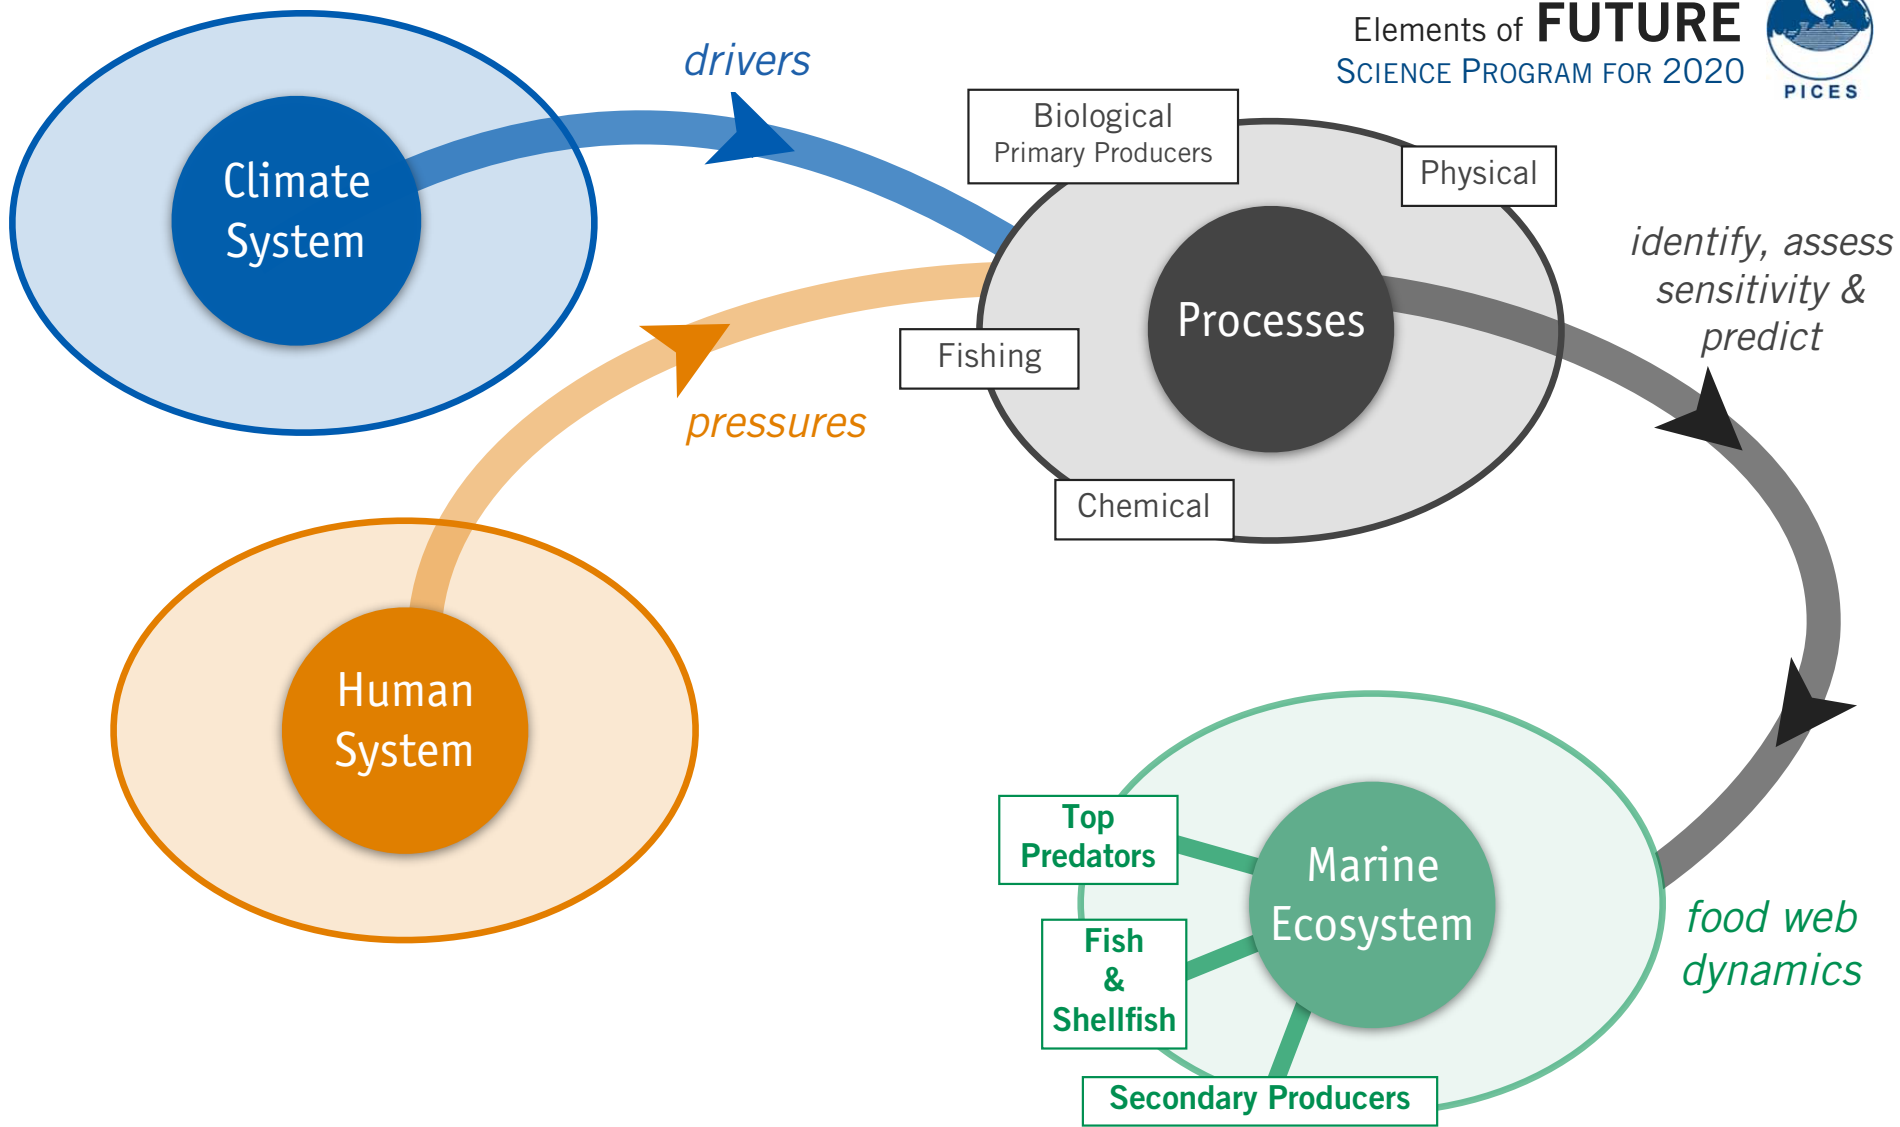 Elements of FUTURE
SCIENCE PROGRAM FOR 2020
PICES
drivers
Climate
System
Biological
Primary Producers
Physical
identify, assess
sensitivity &
predict
Processes
Fishing
pressures
Chemical
Human
System
Top
Predators
Marine
Ecosystem
Fish
&
Shellfish
food web
dynamics
Secondary Producers